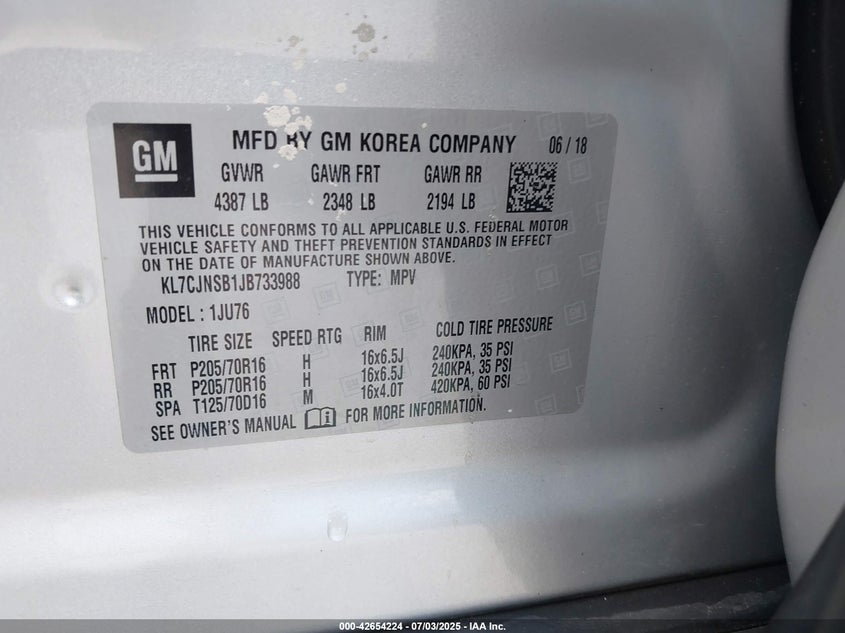 GM
MFD BY GM KOREA COMPANY 06 / 18
GVWR GAWR FRT GAWR RR
4387 LB 2348 LB 2194 LB
THIS VEHICLE CONFORMS TO ALL APPLICABLE U.S. FEDERAL MOTOR
VEHICLE SAFETY AND THEFT PREVENTION STANDARDS IN EFFECT
ON THE DATE OF MANUFACTURE SHOWN ABOVE.
KL7CJNSB1JB733988 TYPE: MPV
MODEL : 1JU76
TIRE SIZE SPEED RTG RIM COLD TIRE PRESSURE
FRT P205/70R16 H 16x6.5J 240KPA, 35 PSI
RR P205/70R16 H 16x6.5J 240KPA, 35 PSI
SPA T125/70D16 M 16x4.0T 420KPA, 60 PSI
SEE OWNER'S MANUAL i FOR MORE INFORMATION.
000-42654224 - 07/03/2025 - IAA Inc.